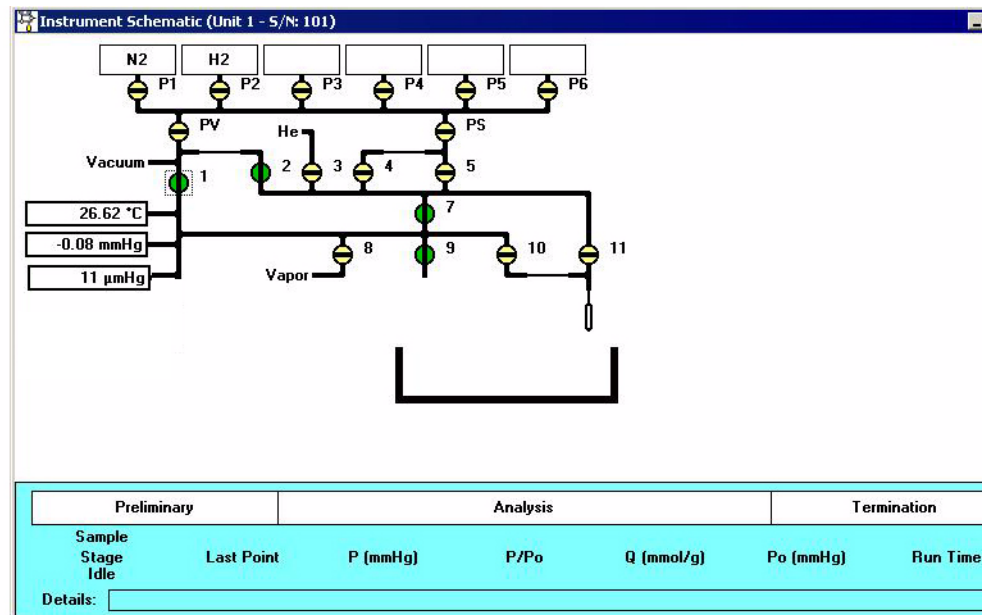 Instrument Schematic (Unit 1 - S/N: 101)
N2 H2
P1 P2 P3 P4 P5 P6
PV He PS
Vacuum 1 2 3 4 5
26.62 °C 7
-0.08 mmHg 8 9 10 11
11 µmHg Vapor
Preliminary Analysis Termination
Sample
Stage Last Point P (mmHg) P/Po Q (mmol/g) Po (mmHg) Run Time
Idle
Details: